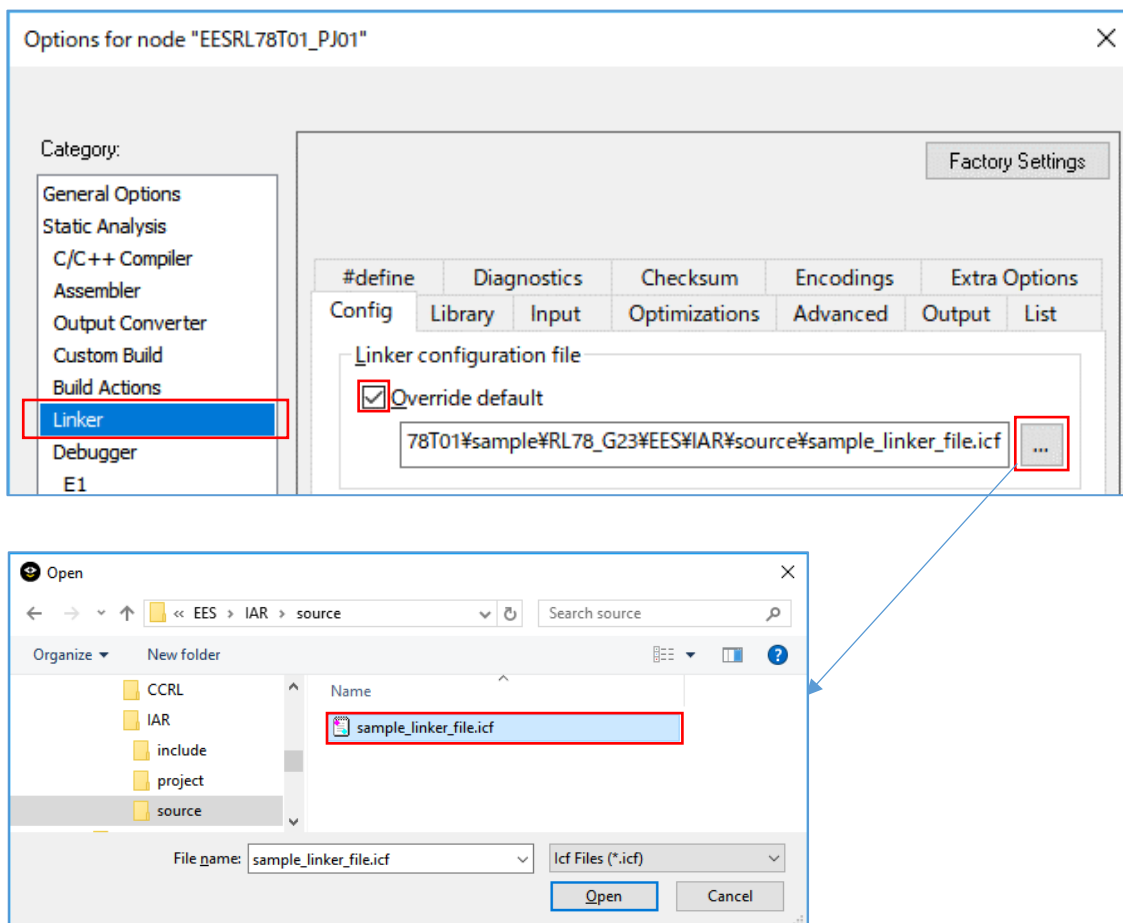 Options for node "EESRL78T01_PJ01"
Category:
Factory Settings
General Options
Static Analysis
C/C++ Compiler
Assembler
Output Converter
Custom Build
Build Actions
Linker
Debugger
E1
#define Diagnostics Checksum Encodings Extra Options
Config Library Input Optimizations Advanced Output List
Linker configuration file
Override default
78T01¥sample¥RL78_G23¥EES¥IAR¥source¥sample_linker_file.icf ...
Open
« EES > IAR > source
Search source
Organize New folder
CCRL
IAR
include
project
source
Name
sample_linker_file.icf
File name: sample_linker_file.icf Icf Files (*.icf)
Open Cancel